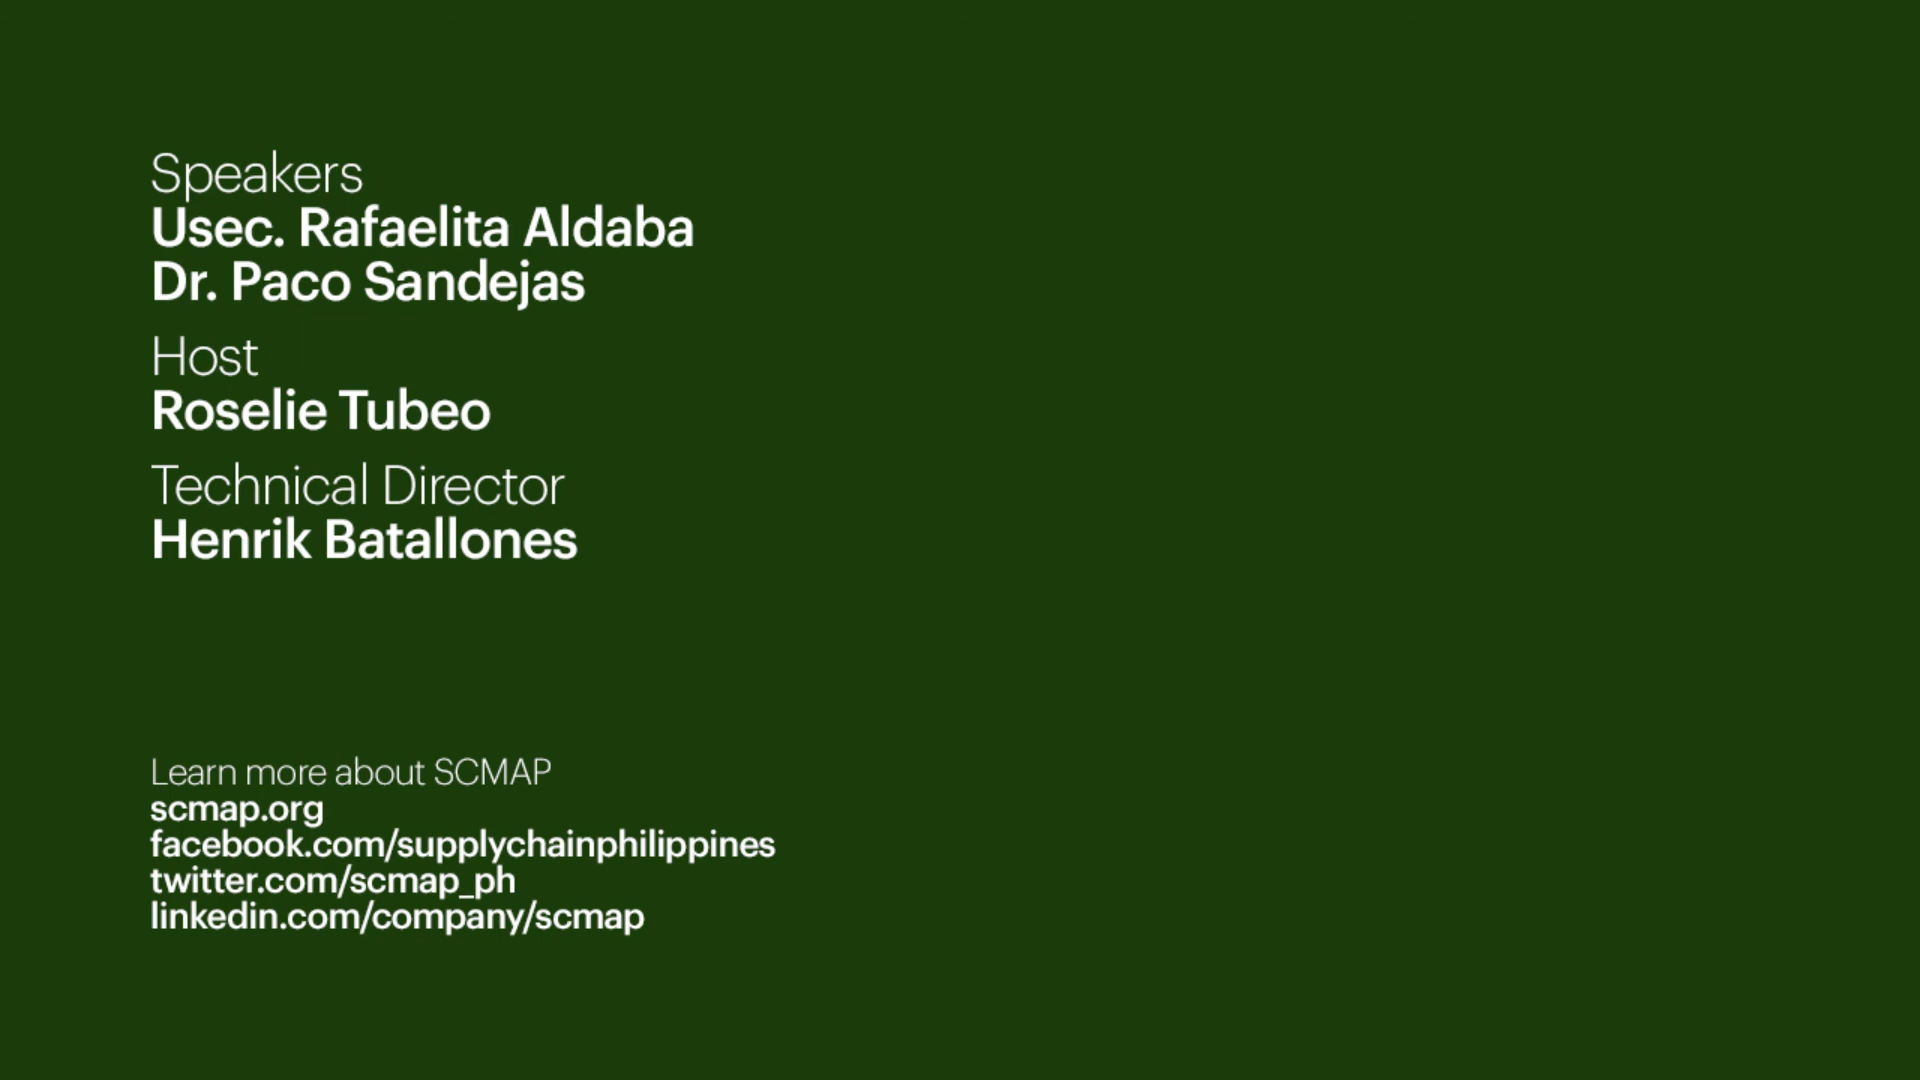 Speakers
Usec. Rafaelita Aldaba
Dr. Paco Sandejas
Host
Roselie Tubeo
Technical Director
Henrik Batallones
Learn more about SCMAP
scmap.org
facebook.com/supplychainphilippines
twitter.com/scmap_ph
linkedin.com/company/scmap